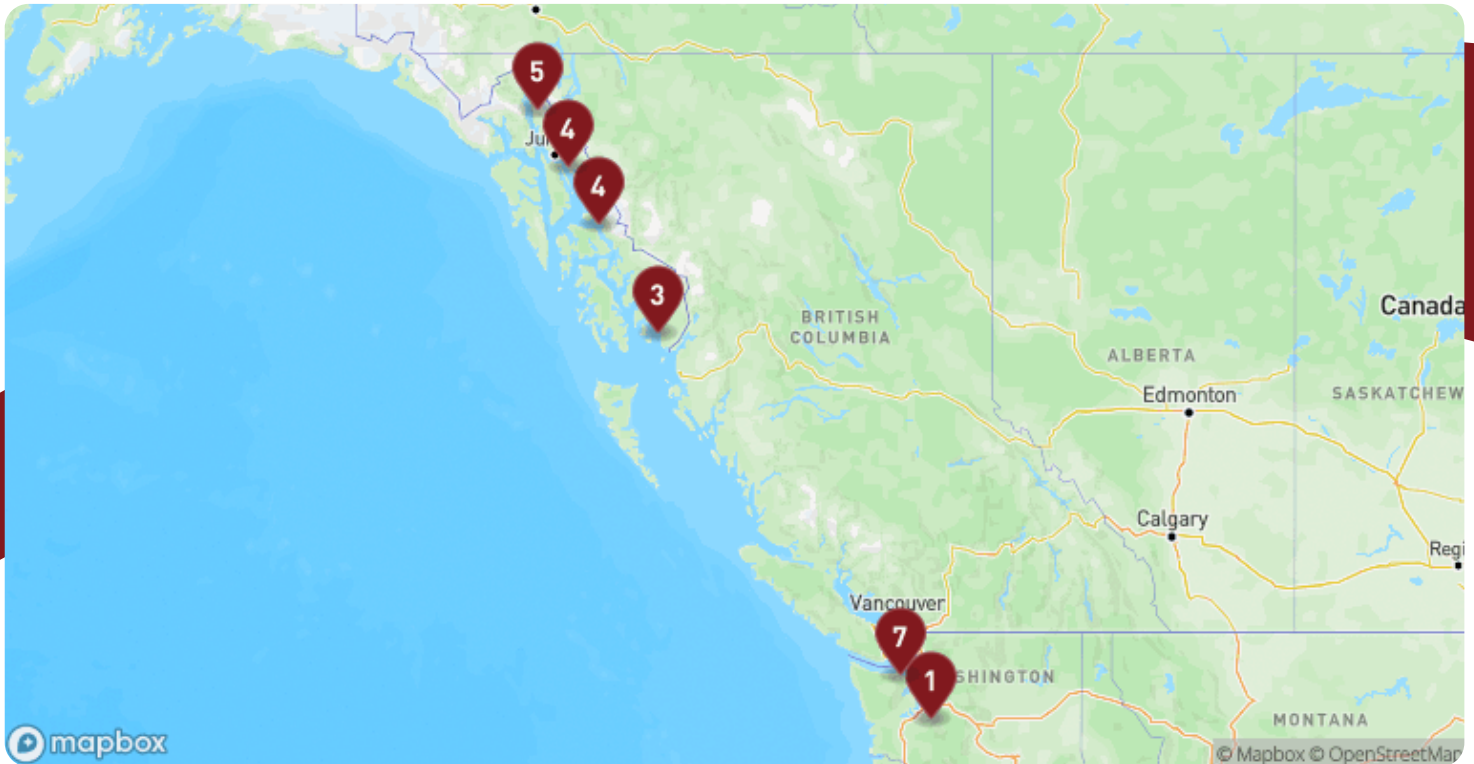 5
4
Ju
4
3
BRITISH
COLUMBIA
Canada
ALBERTA
Edmonton
SASKATCHEW
Calgary
Regi
Vancouver
7
1
SHINGTON
MONTANA
mapbox
© Mapbox © OpenStreetMap